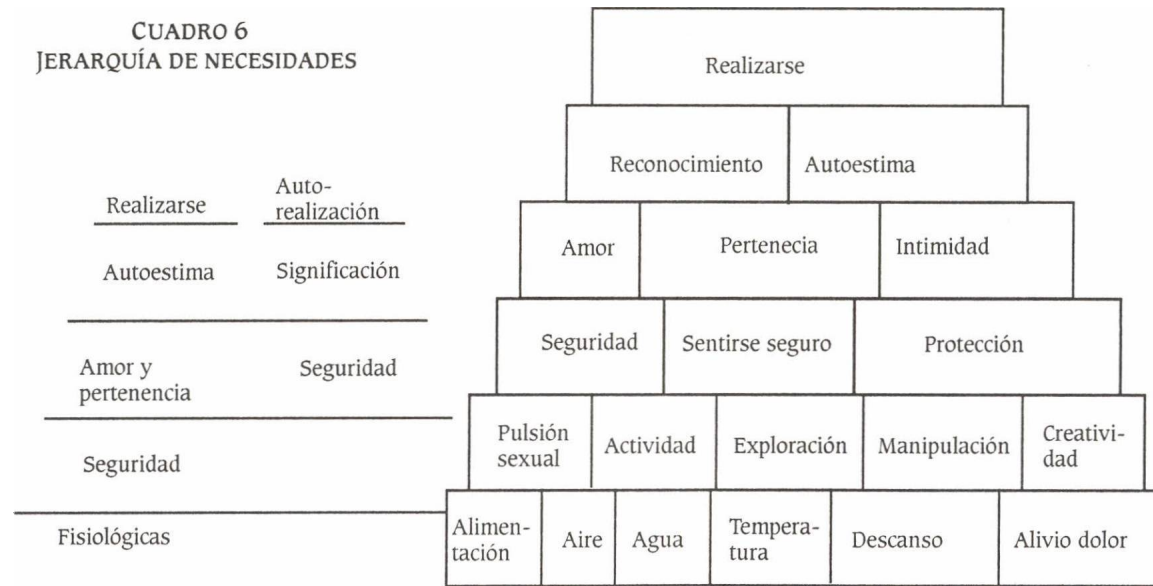 CUADRO 6
JERARQUÍA DE NECESIDADES
Realizarse
Auto-
realización
Autoestima
Significación
Amor y
pertenencia
Seguridad
Seguridad
Fisiológicas
Realizarse
Reconocimiento
Autoestima
Amor
Pertenecia
Intimidad
Seguridad
Sentirse seguro
Protección
Pulsión
sexual
Actividad
Exploración
Manipulación
Creativi-
dad
Alimen-
tación
Aire
Agua
Tempera-
tura
Descanso
Alivio dolor